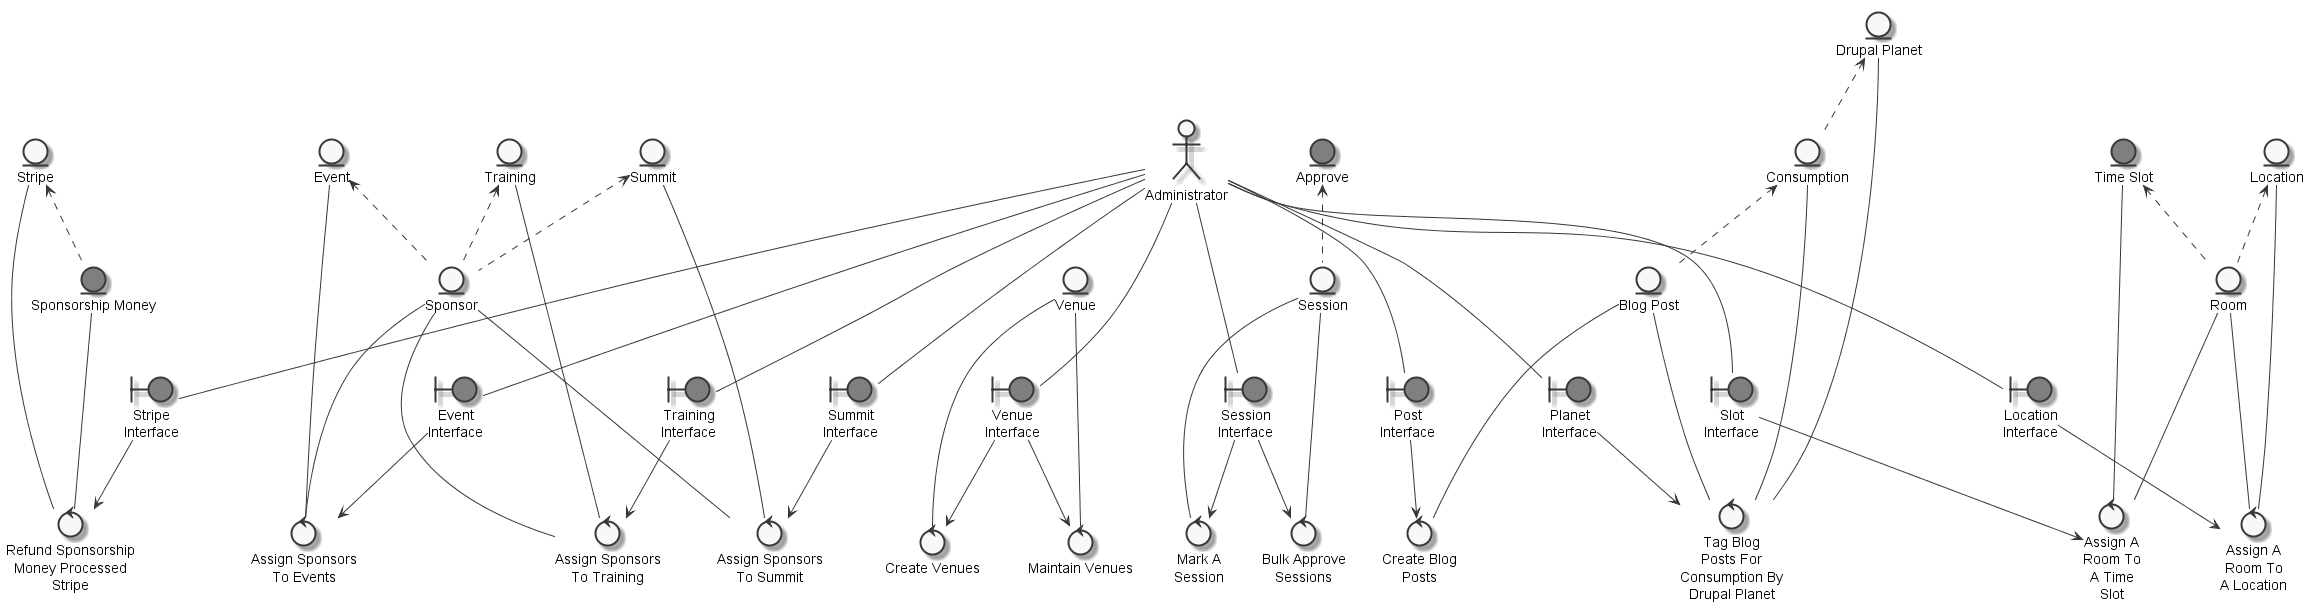 Drupal Planet
Stripe
Event
Training
Summit
Administrator
Approve
Consumption
Time Slot
Location
Sponsorship Money
Sponsor
Venue
Session
Blog Post
Room
Stripe
Interface
Event
Interface
Training
Interface
Summit
Interface
Venue
Interface
Session
Interface
Post
Interface
Planet
Interface
Slot
Interface
Location
Interface
Refund Sponsorship
Money Processed
Stripe
Assign Sponsors
To Events
Assign Sponsors
To Training
Assign Sponsors
To Summit
Create Venues
Maintain Venues
Mark A
Session
Bulk Approve
Sessions
Create Blog
Posts
Tag Blog
Posts For
Consumption By
Drupal Planet
Assign A
Room To
A Time
Slot
Assign A
Room To
A Location